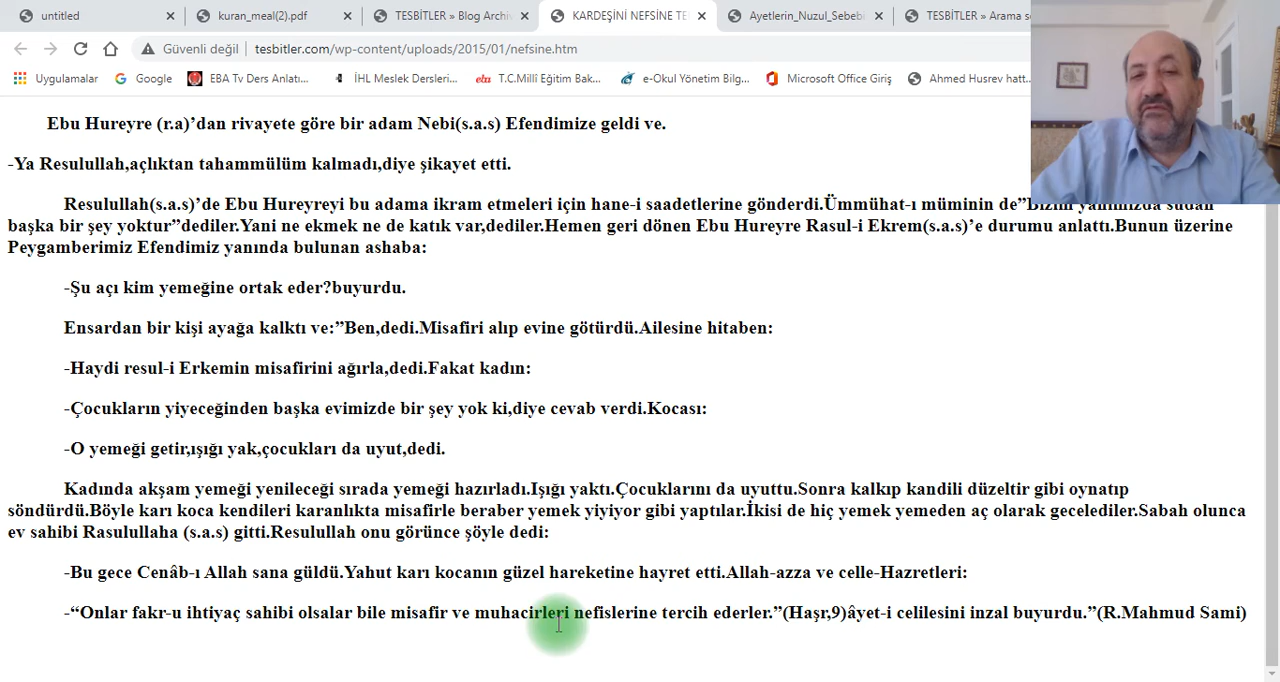 untitled
kuran_meal(2).pdf
TESBİTLER » Blog Archiv
KARDEŞİNİ NEFSİNE TE
Ayetlerin_Nuzul_Sebebi
TESBİTLER » Arama so
Güvenli değil | tesbitler.com/wp-content/uploads/2015/01/nefsine.htm
Uygulamalar Google EBA Tv Ders Anlatı... İHL Meslek Dersleri... eba T.C.Millî Eğitim Bak... e-Okul Yönetim Bilg... Microsoft Office Giriş Ahmed Husrev hatt...
Ebu Hureyre (r.a)’dan rivayete göre bir adam Nebi(s.a.s) Efendimize geldi ve.
-Ya Resulullah,açlıktan tahammülüm kalmadı,diye şikayet etti.
Resulullah(s.a.s)’de Ebu Hureyreyi bu adama ikram etmeleri için hane-i saadetlerine gönderdi.Ümmühat-ı müminin de”Bizim yanımızda sudan
başka bir şey yoktur”dediler.Yani ne ekmek ne de katık var,dediler.Hemen geri dönen Ebu Hureyre Rasul-i Ekrem(s.a.s)’e durumu anlattı.Bunun üzerine
Peygamberimiz Efendimiz yanında bulunan ashaba:
-Şu açı kim yemeğine ortak eder?buyurdu.
Ensardan bir kişi ayağa kalktı ve:”Ben,dedi.Misafiri alıp evine götürdü.Ailesine hitaben:
-Haydi resul-i Erkemin misafirini ağırla,dedi.Fakat kadın:
-Çocukların yiyeceğinden başka evimizde bir şey yok ki,diye cevab verdi.Kocası:
-O yemeği getir,ışığı yak,çocukları da uyut,dedi.
Kadında akşam yemeği yenileceği sırada yemeği hazırladı.Işığı yaktı.Çocuklarını da uyuttu.Sonra kalkıp kandili düzeltir gibi oynatıp
söndürdü.Böyle karı koca kendileri karanlıkta misafirle beraber yemek yiyiyor gibi yaptılar.İkisi de hiç yemek yemeden aç olarak gecelediler.Sabah olunca
ev sahibi Rasulullaha (s.a.s) gitti.Resulullah onu görünce şöyle dedi:
-Bu gece Cenâb-ı Allah sana güldü.Yahut karı kocanın güzel hareketine hayret etti.Allah-azza ve celle-Hazretleri:
-“Onlar fakr-u ihtiyaç sahibi olsalar bile misafir ve muhacirleri nefislerine tercih ederler.”(Haşr,9)âyet-i celilesini inzal buyurdu.”(R.Mahmud Sami)